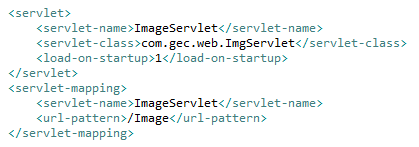 <servlet>
    <servlet-name>ImageServlet</servlet-name>
    <servlet-class>com.gec.web.ImgServlet</servlet-class>
    <load-on-startup>1</load-on-startup>
</servlet>
<servlet-mapping>
    <servlet-name>ImageServlet</servlet-name>
    <url-pattern>/Image</url-pattern>
</servlet-mapping>